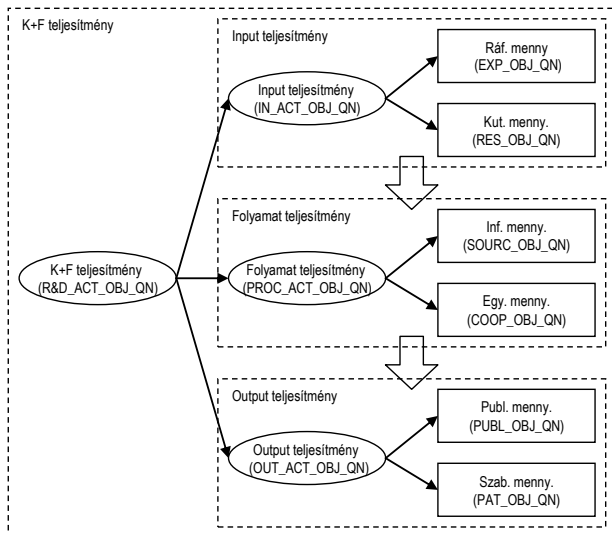 K+F teljesítmény
Input teljesítmény
Input teljesítmény
(IN_ACT_OBJ_QN)
Ráf. menny
(EXP_OBJ_QN)
Kut. menny.
(RES_OBJ_QN)
Folyamat teljesítmény
K+F teljesítmény
(R&D_ACT_OBJ_QN)
Folyamat teljesítmény
(PROC_ACT_OBJ_QN)
Inf. menny.
(SOURC_OBJ_QN)
Egy. menny.
(COOP_OBJ_QN)
Output teljesítmény
Output teljesítmény
(OUT_ACT_OBJ_QN)
Publ. menny.
(PUBL_OBJ_QN)
Szab. menny.
(PAT_OBJ_QN)